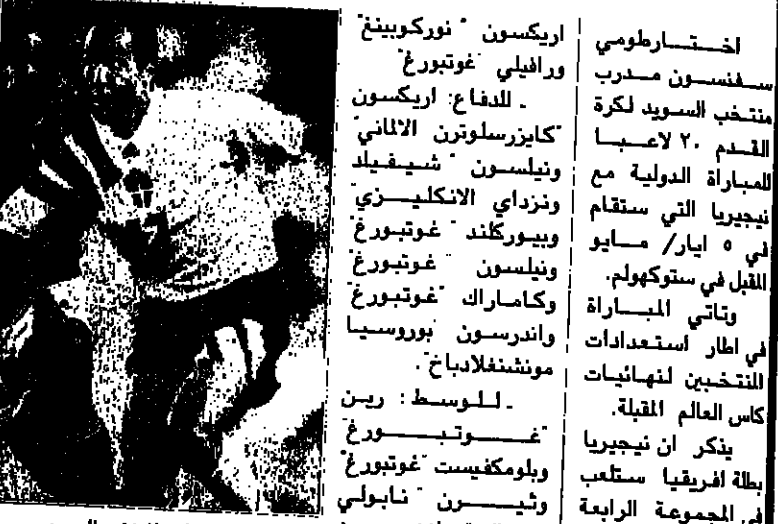 اختار طومي
سفنسون مدرب
منتخب السويد لكرة
القدم ٢٠ لاعبا
للمباراة الدولية مع
نيجيريا التي ستقام
في ٥ ايار/ مايو
المقبل في ستوكهولم.
وتاتي المباراة
في اطار استعدادات
المنتخبين لنهائيات
كاس العالم المقبلة.
يذكر ان نيجيريا
بطلة افريقيا ستلعب
في المجموعة الرابعة
اريكسون "نوركوبينغ"
ورافيلي "غوتبورغ"
ـ للدفاع: اريكسون
"كايزرسلوترن الالماني"
ونيلسون "شيفيلد
ونزداي الانكليزي"
وبيوركلند "غوتبورغ"
ونيلسون "غوتبورغ"
وكاماراك "غوتبورغ"
واندرسون "بوروسيا
مونشنغلادباخ".
ـ للوسط: رين
"غوتبورغ"
وبلومكفيست "غوتبورغ"
وثيرن "نابولي